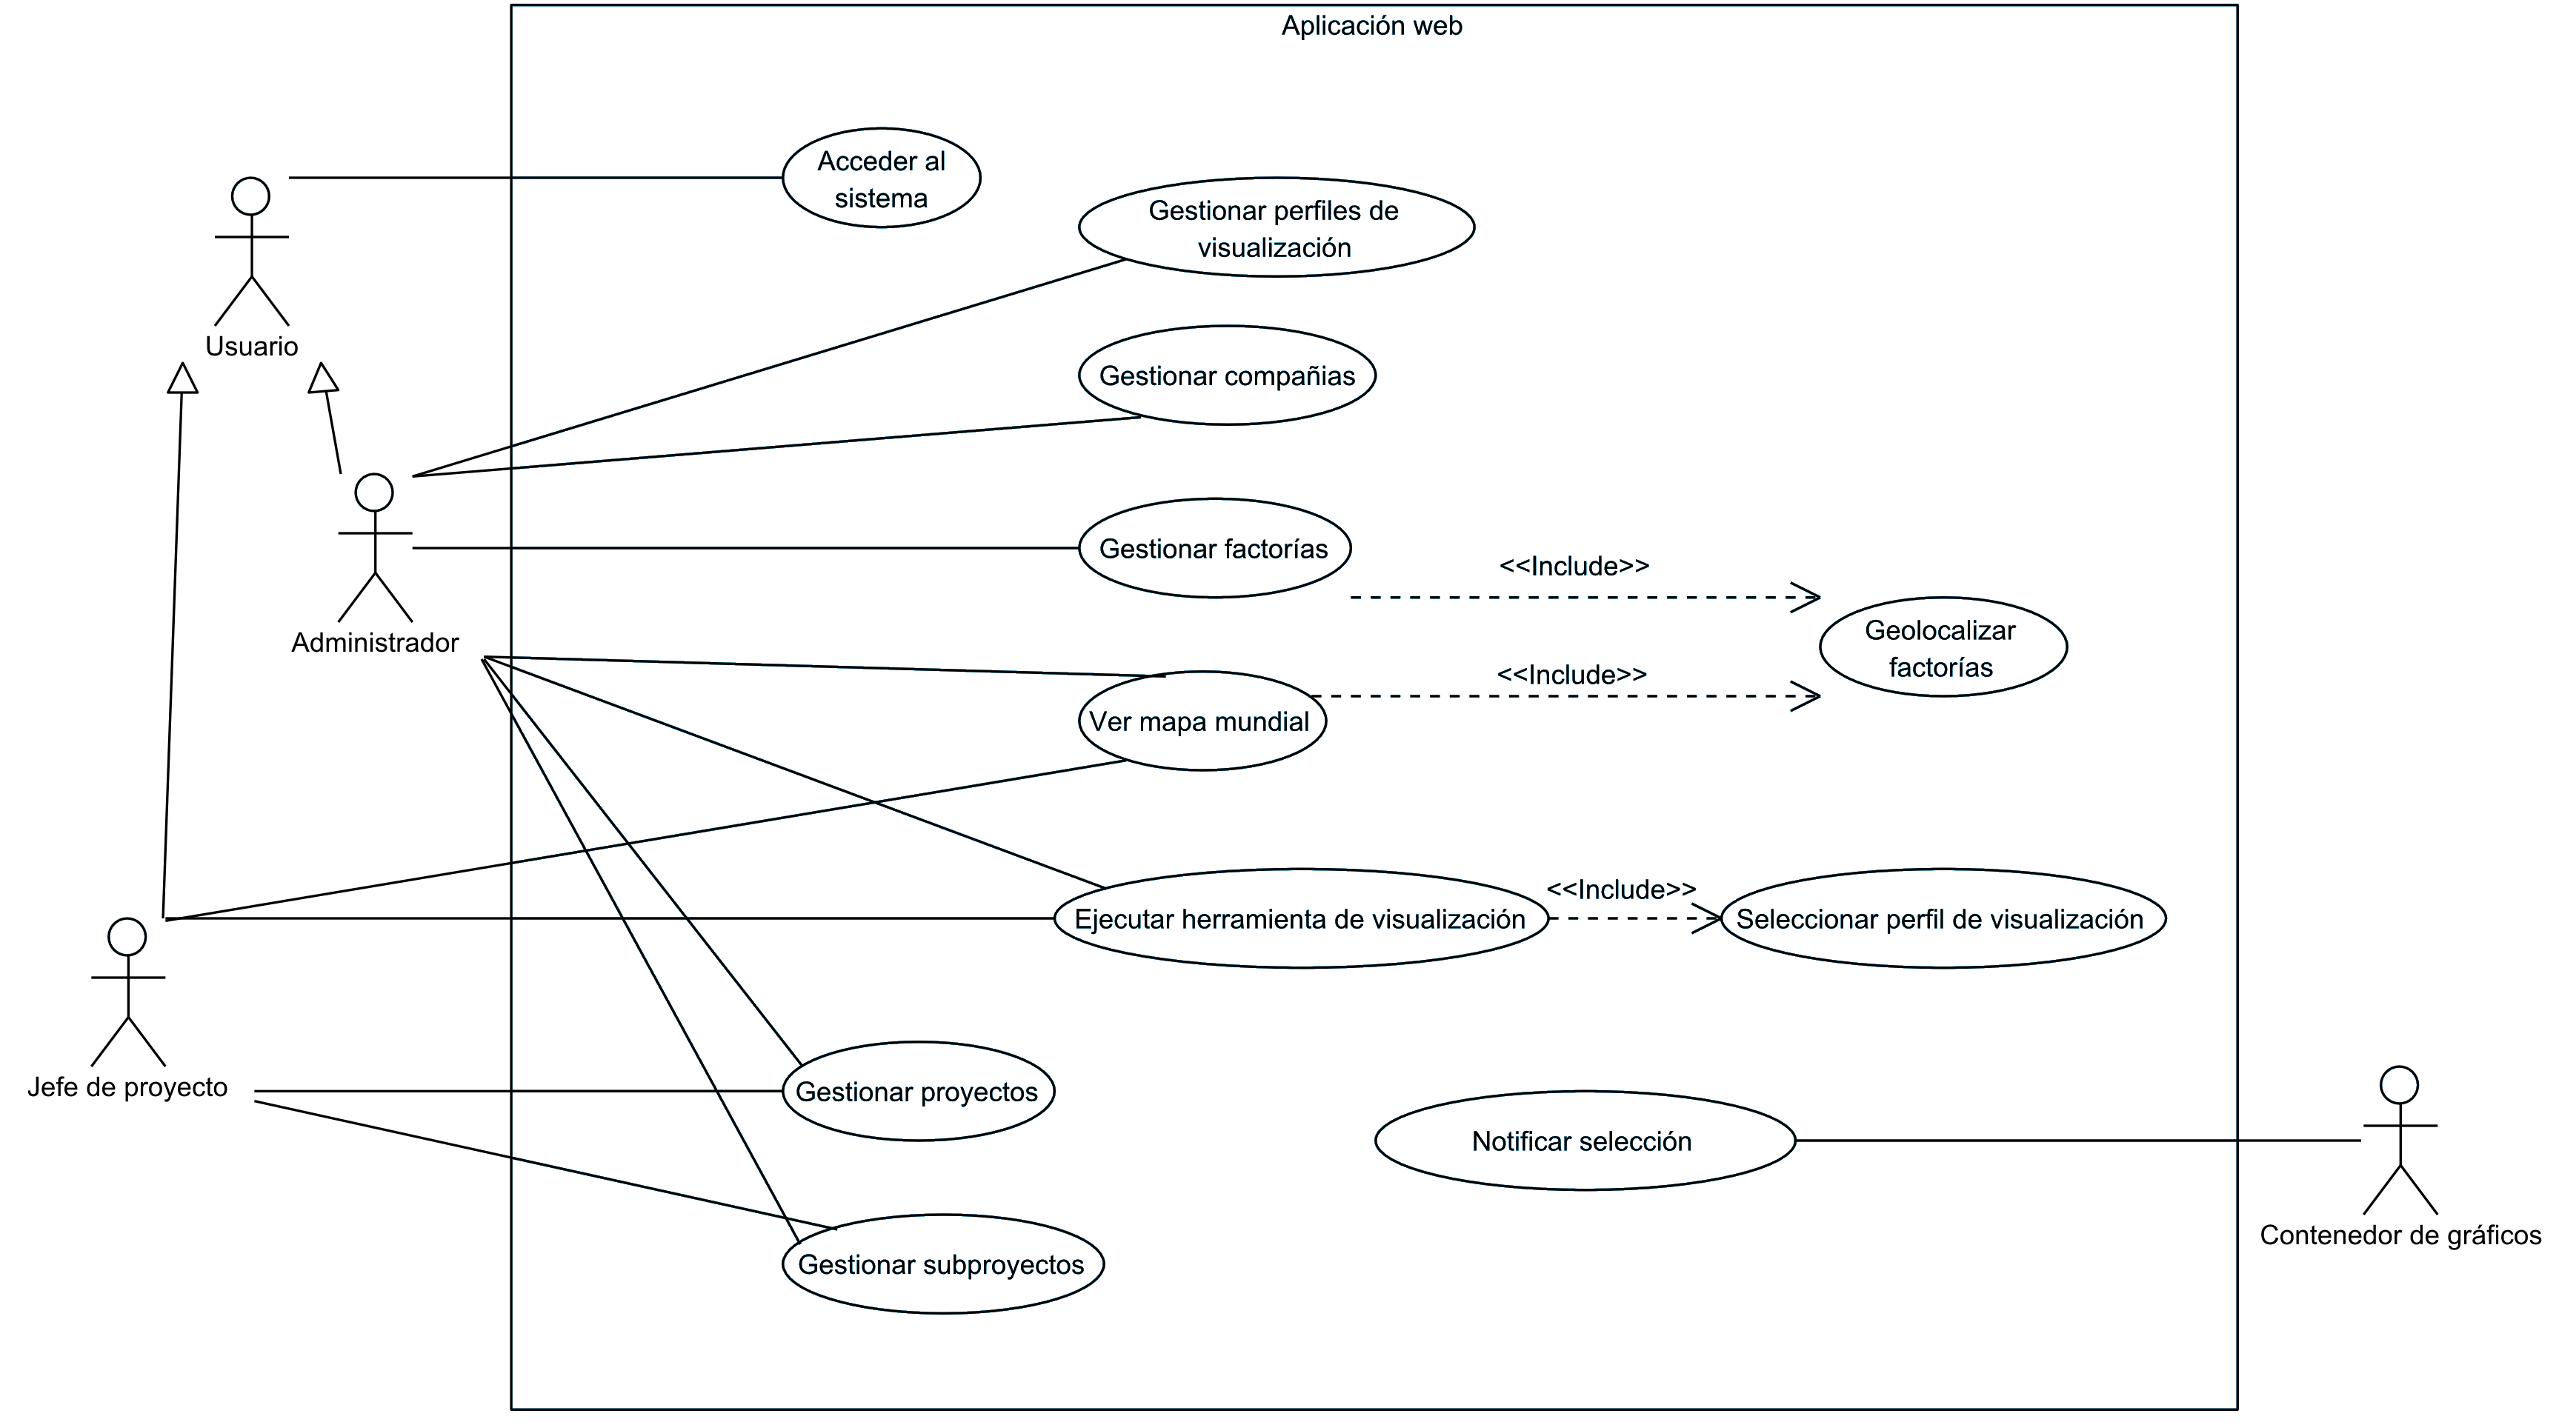 Aplicación web
Acceder al
sistema
Gestionar perfiles de
visualización
Usuario
Gestionar compañias
Gestionar factorías
<<Include>>
Administrador
Geolocalizar
factorías
<<Include>>
Ver mapa mundial
<<Include>>
Ejecutar herramienta de visualización
Seleccionar perfil de visualización
Jefe de proyecto
Gestionar proyectos
Notificar selección
Contenedor de gráficos
Gestionar subproyectos